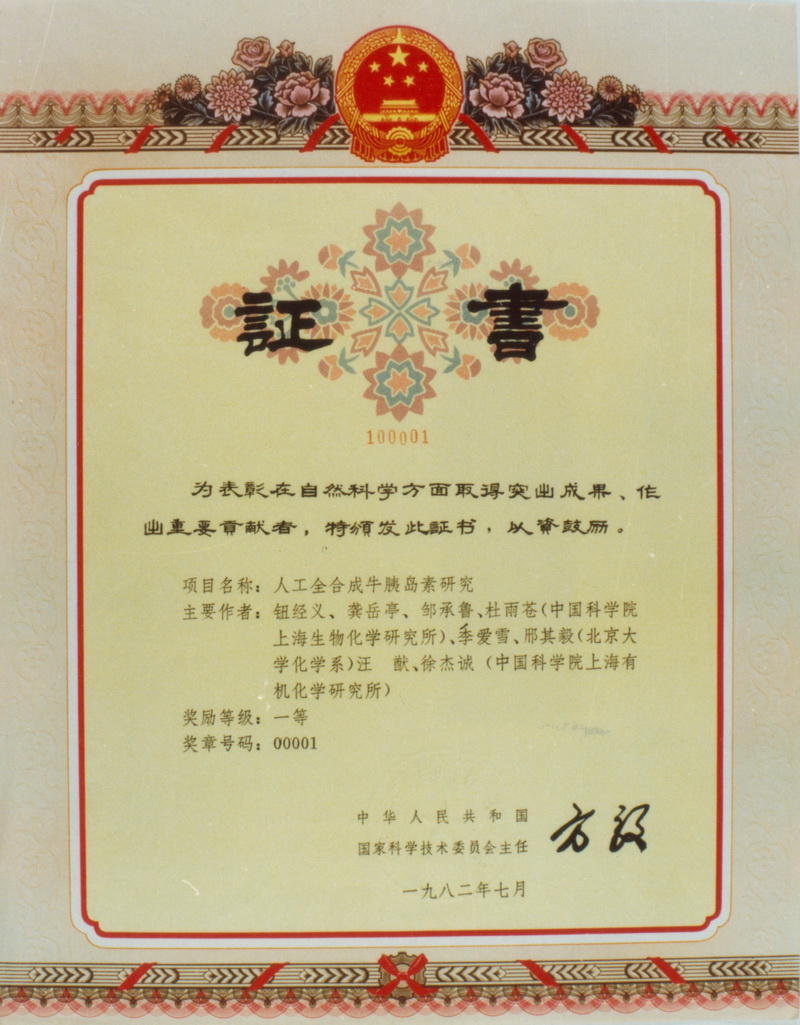 証書
100001
为表彰在自然科学方面取得突出成果、作
出重要貢献者，特頒发此証书，以資鼓励。
项目名称：人工全合成牛胰岛素研究
主要作者：钮经义、龚岳亭、邹承鲁、杜雨苍(中国科学院
上海生物化学研究所)、季爱雪、邢其毅(北京大
学化学系)汪 猷、徐杰诚 (中国科学院上海有
机化学研究所)
奖励等级：一等
奖章号码：00001
中华人民共和国
国家科学技术委员会主任 方毅
一九八二年七月